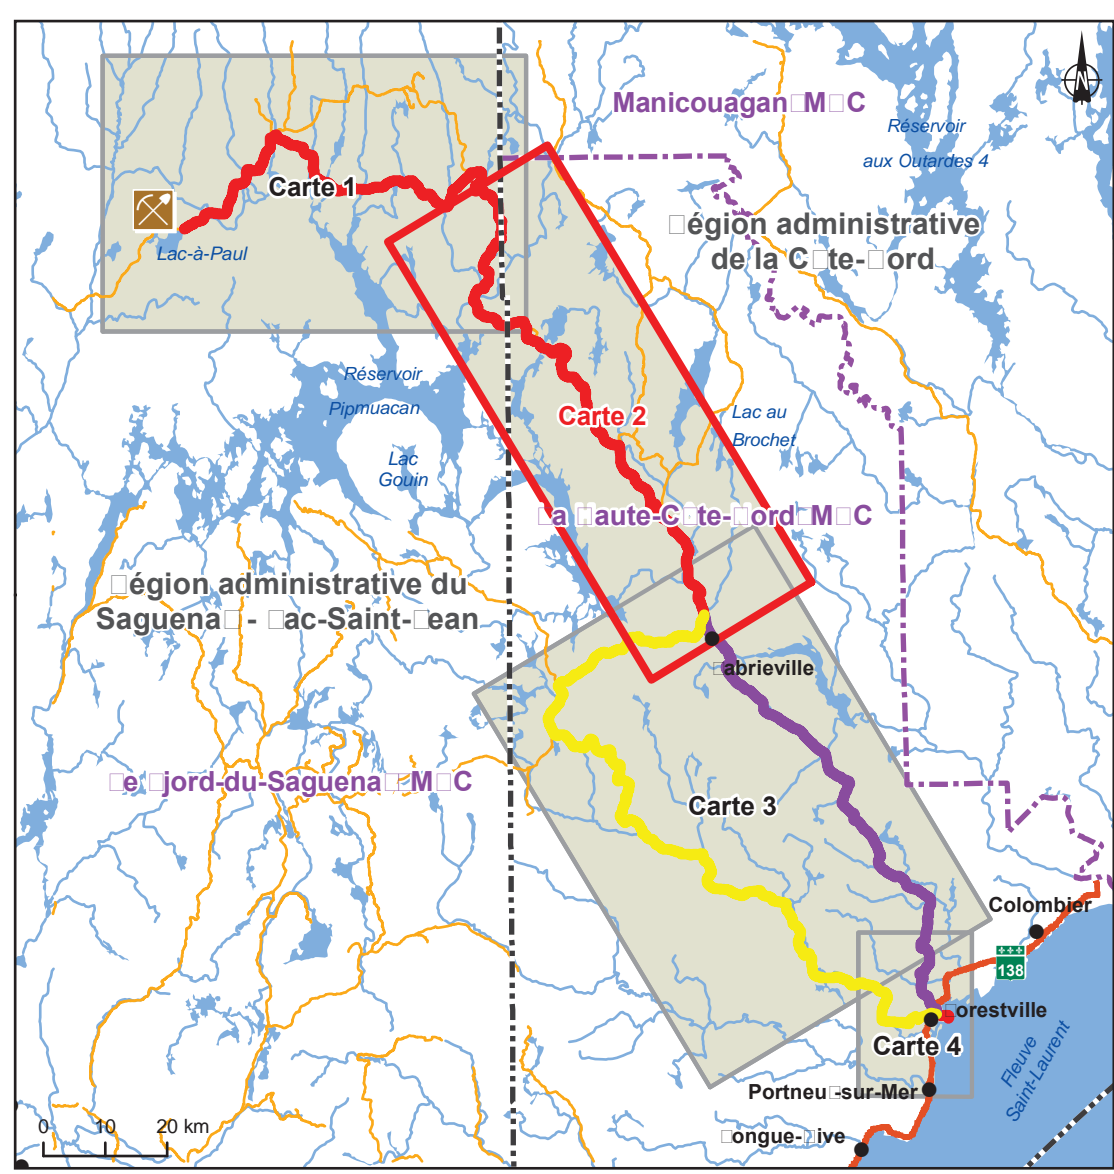 Manicouagan□M□C
N
Réservoir
aux Outardes 4
Carte 1
Lac-à-Paul
□égion administrative
de la C□te-□ord
Réservoir
Pipmuacan
Carte 2
Lac au
Brochet
Lac
Gouin
□a □aute-C□te-□ord□M□C
□égion administrative du
Saguena□ - □ac-Saint-□ean
□abrieville
□e □jord-du-Saguena□□M□C
Carte 3
Colombier
138
□orestville
Carte 4
Fleuve
Saint-Laurent
Portneu□-sur-Mer
□ongue-□ive
0 10 20 km